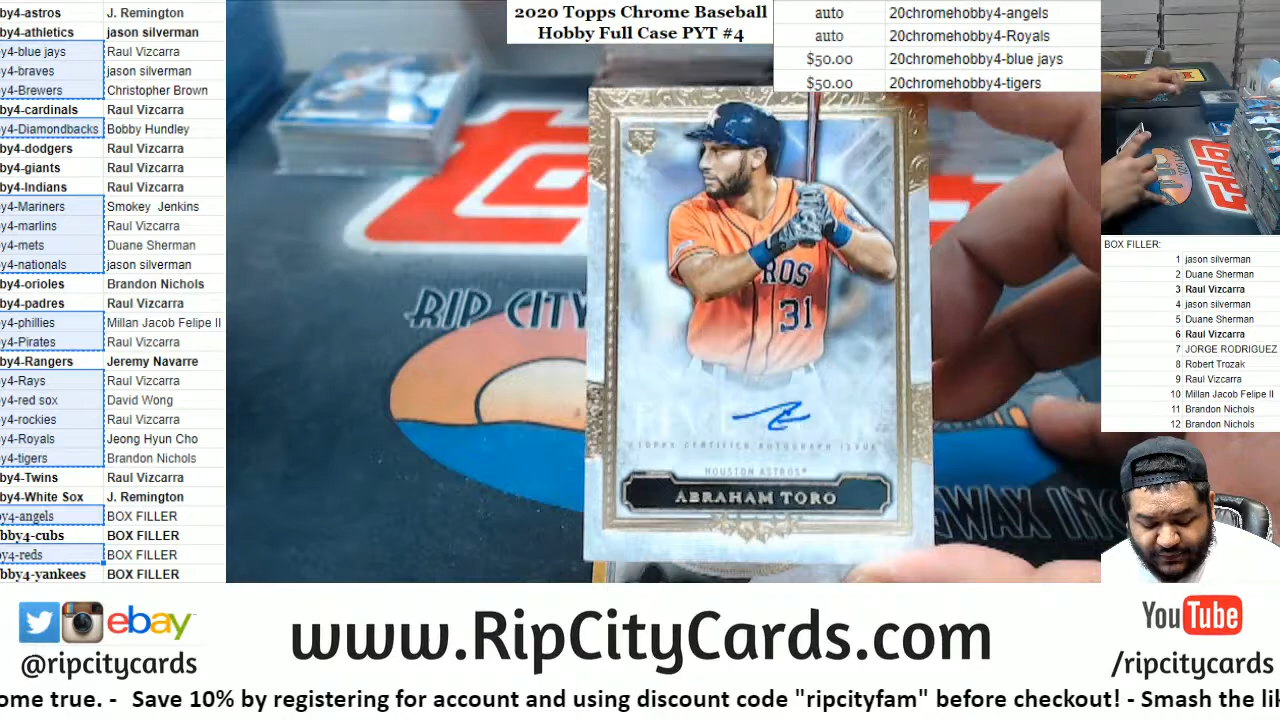 by4-astros J. Remington
by4-athletics jason silverman
y4-blue jays Raul Vizcarra
y4-braves jason silverman
y4-Brewers Christopher Brown
by4-cardinals Raul Vizcarra
y4-Diamondbacks Bobby Hundley
by4-dodgers Raul Vizcarra
by4-giants Raul Vizcarra
by4-Indians Raul Vizcarra
y4-Mariners Smokey Jenkins
y4-marlins Raul Vizcarra
y4-mets Duane Sherman
y4-nationals jason silverman
by4-orioles Brandon Nichols
by4-padres Raul Vizcarra
y4-phillies Millan Jacob Felipe II
y4-Pirates Raul Vizcarra
by4-Rangers Jeremy Navarre
y4-Rays Raul Vizcarra
y4-red sox David Wong
y4-rockies Raul Vizcarra
y4-Royals Jeong Hyun Cho
y4-tigers Brandon Nichols
by4-Twins Raul Vizcarra
by4-White Sox J. Remington
y4-angels BOX FILLER
bby4-cubs BOX FILLER
y4-reds BOX FILLER
bby4-yankees BOX FILLER
2020 Topps Chrome Baseball
Hobby Full Case PYT #4
auto 20chromehobby4-angels
auto 20chromehobby4-Royals
$50.00 20chromehobby4-blue jays
$50.00 20chromehobby4-tigers
RIP CITY
ROS
31
TOPPS CERTIFIED AUTOGRAPH ISSUE
HOUSTON ASTROS
ABRAHAM TORO
GWAX INC
BOX FILLER:
1 jason silverman
2 Duane Sherman
3 Raul Vizcarra
4 jason silverman
5 Duane Sherman
6 Raul Vizcarra
7 JORGE RODRIGUEZ
8 Robert Trozak
9 Raul Vizcarra
10 Millan Jacob Felipe II
11 Brandon Nichols
12 Brandon Nichols
ebay
@ripcitycards
www.RipCityCards.com
YouTube
/ripcitycards
ome true. - Save 10% by registering for account and using discount code "ripcityfam" before checkout! - Smash the li